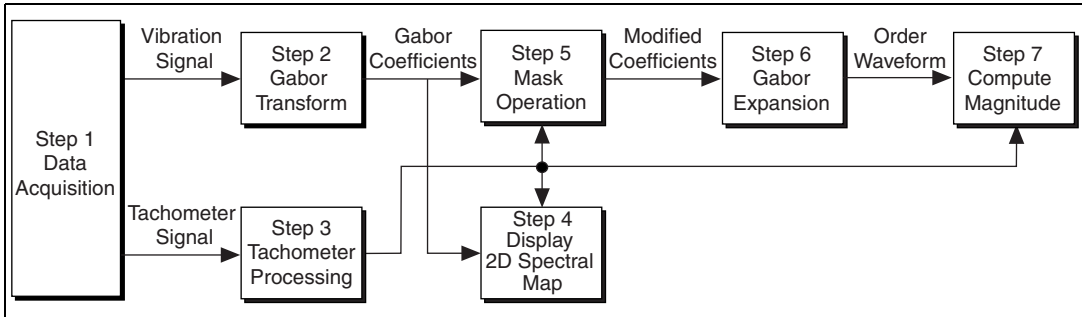 Step 1
Data
Acquisition
Vibration
Signal
Step 2
Gabor
Transform
Gabor
Coefficients
Step 5
Mask
Operation
Modified
Coefficients
Step 6
Gabor
Expansion
Order
Waveform
Step 7
Compute
Magnitude
Tachometer
Signal
Step 3
Tachometer
Processing
Step 4
Display
2D Spectral
Map